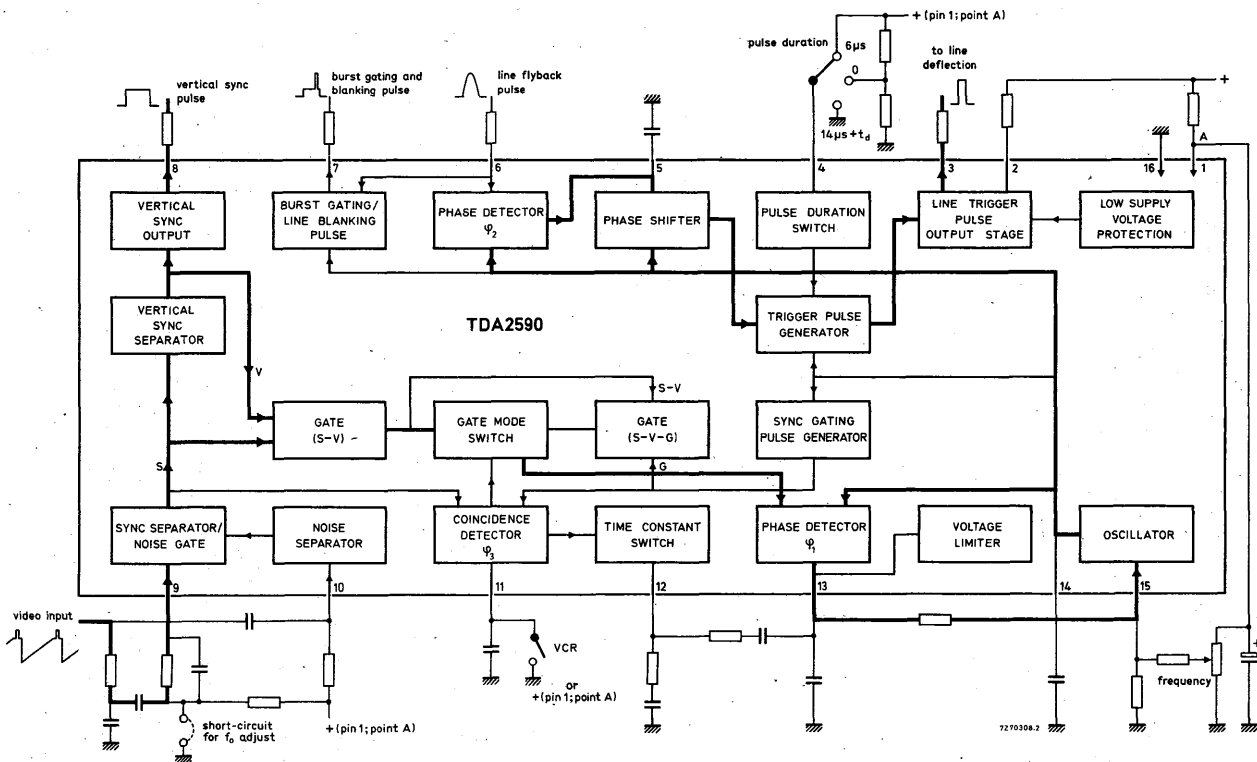 +(pin 1; point A)
pulse duration
6µs
0
14µs+td
vertical sync
pulse
burst gating and
blanking pulse
line flyback
pulse
to line
deflection
+
A
8
7
6
5
4
3
2
16
1
VERTICAL
SYNC
OUTPUT
BURST GATING/
LINE BLANKING
PULSE
PHASE DETECTOR
φ2
PHASE SHIFTER
PULSE DURATION
SWITCH
LINE TRIGGER
PULSE
OUTPUT STAGE
LOW SUPPLY
VOLTAGE
PROTECTION
VERTICAL
SYNC
SEPARATOR
TDA2590
TRIGGER PULSE
GENERATOR
V
S-V
GATE
(S-V)
GATE MODE
SWITCH
GATE
(S-V-G)
SYNC GATING
PULSE GENERATOR
S
G
SYNC SEPARATOR/
NOISE GATE
NOISE
SEPARATOR
COINCIDENCE
DETECTOR
φ3
TIME CONSTANT
SWITCH
PHASE DETECTOR
φ1
VOLTAGE
LIMITER
OSCILLATOR
9
10
11
12
13
14
15
video input
VCR
or
+(pin 1; point A)
frequency
+
short-circuit
for fo adjust
+(pin 1; point A)
7Z70308.2